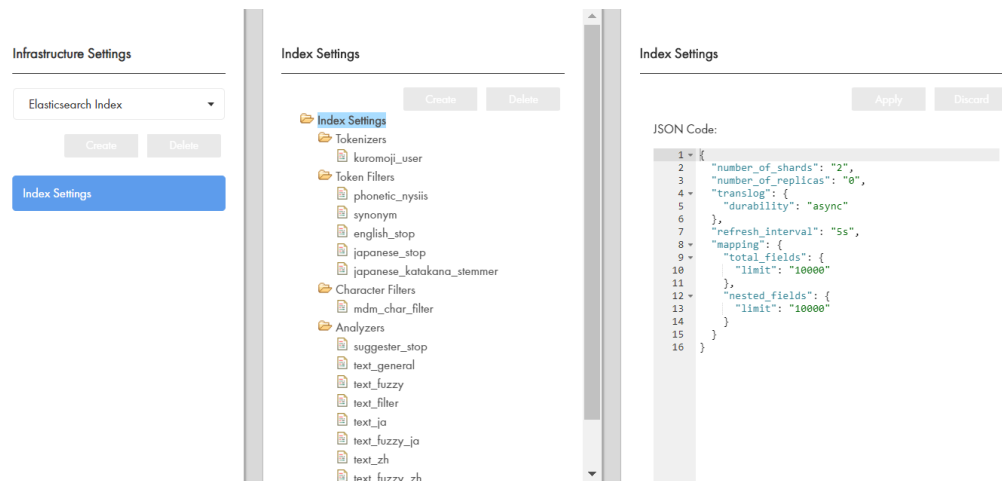 Infrastructure Settings
Elasticsearch Index
Create Delete
Index Settings
Index Settings
Create Delete
Index Settings
Tokenizers
kuromoji_user
Token Filters
phonetic_nysiis
synonym
english_stop
japanese_stop
japanese_katakana_stemmer
Character Filters
mdm_char_filter
Analyzers
suggester_stop
text_general
text_fuzzy
text_filter
text_ja
text_fuzzy_ja
text_zh
text_fuzzy_zh
Index Settings
Apply Discard
JSON Code:
1 {
2 "number_of_shards": "2",
3 "number_of_replicas": "0",
4 "translog": {
5 "durability": "async"
6 },
7 "refresh_interval": "5s",
8 "mapping": {
9 "total_fields": {
10 "limit": "10000"
11 },
12 "nested_fields": {
13 "limit": "10000"
14 }
15 }
16 }